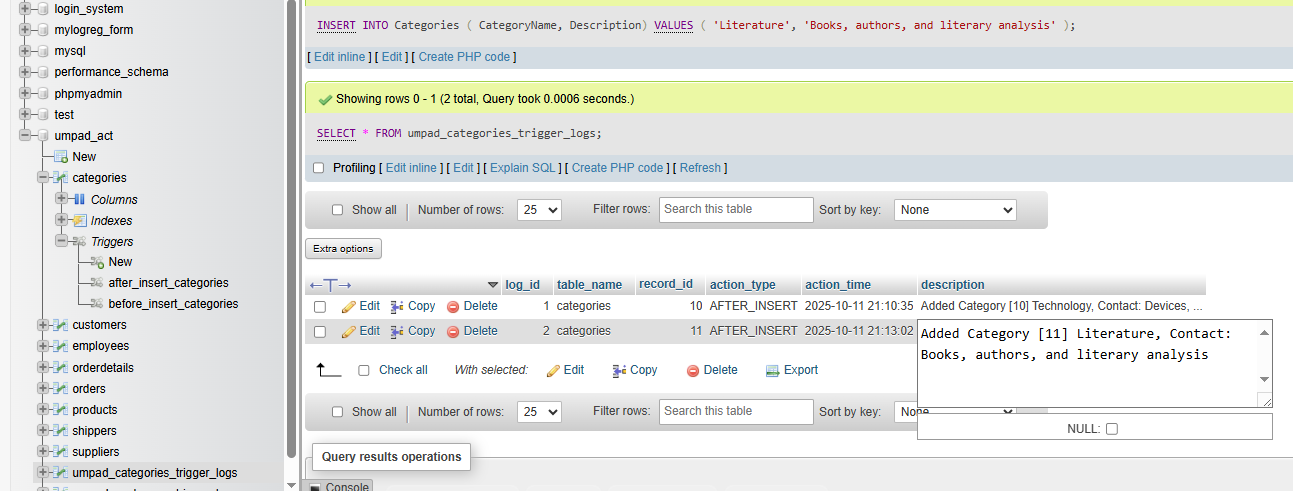 login_system
mylogreg_form
mysql
performance_schema
phpmyadmin
test
umpad_act
New
categories
Columns
Indexes
Triggers
New
after_insert_categories
before_insert_categories
customers
employees
orderdetails
orders
products
shippers
suppliers
umpad_categories_trigger_logs
INSERT INTO Categories ( CategoryName, Description) VALUES ( 'Literature', 'Books, authors, and literary analysis' );
[ Edit inline ] [ Edit ] [ Create PHP code ]
Showing rows 0 - 1 (2 total, Query took 0.0006 seconds.)
SELECT * FROM umpad_categories_trigger_logs;
Profiling [ Edit inline ] [ Edit ] [ Explain SQL ] [ Create PHP code ] [ Refresh ]
Show all | Number of rows: 25 Filter rows: Search this table Sort by key: None
Extra options
←T→ log_id table_name record_id action_type action_time description
Edit Copy Delete 1 categories 10 AFTER_INSERT 2025-10-11 21:10:35 Added Category [10] Technology, Contact: Devices, ...
Edit Copy Delete 2 categories 11 AFTER_INSERT 2025-10-11 21:13:02
Added Category [11] Literature, Contact:
Books, authors, and literary analysis
Check all With selected: Edit Copy Delete Export
Show all | Number of rows: 25 Filter rows: Search this table Sort by key: None
NULL:
Query results operations
Console